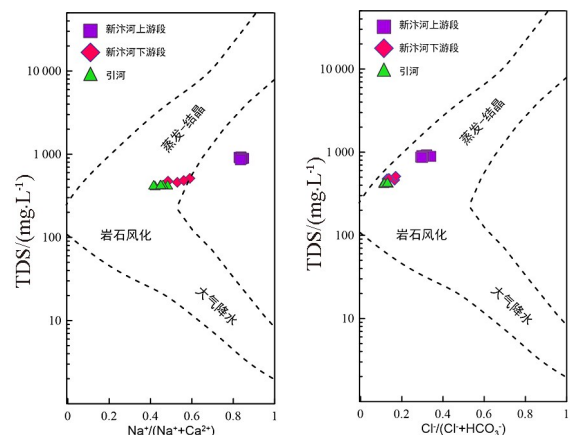 新汴河上游段
新汴河下游段
引河
10 000
1 000
100
10
TDS/(mg·L⁻¹)
蒸发-结晶
岩石风化
大气降水
0
0.2
0.4
0.6
0.8
1
Na⁺/(Na⁺+Ca²⁺)
新汴河上游段
新汴河下游段
引河
10 000
1 000
100
10
TDS/(mg·L⁻¹)
蒸发-结晶
岩石风化
大气降水
0
0.2
0.4
0.6
0.8
1
Cl⁻/(Cl⁻+HCO₃⁻)